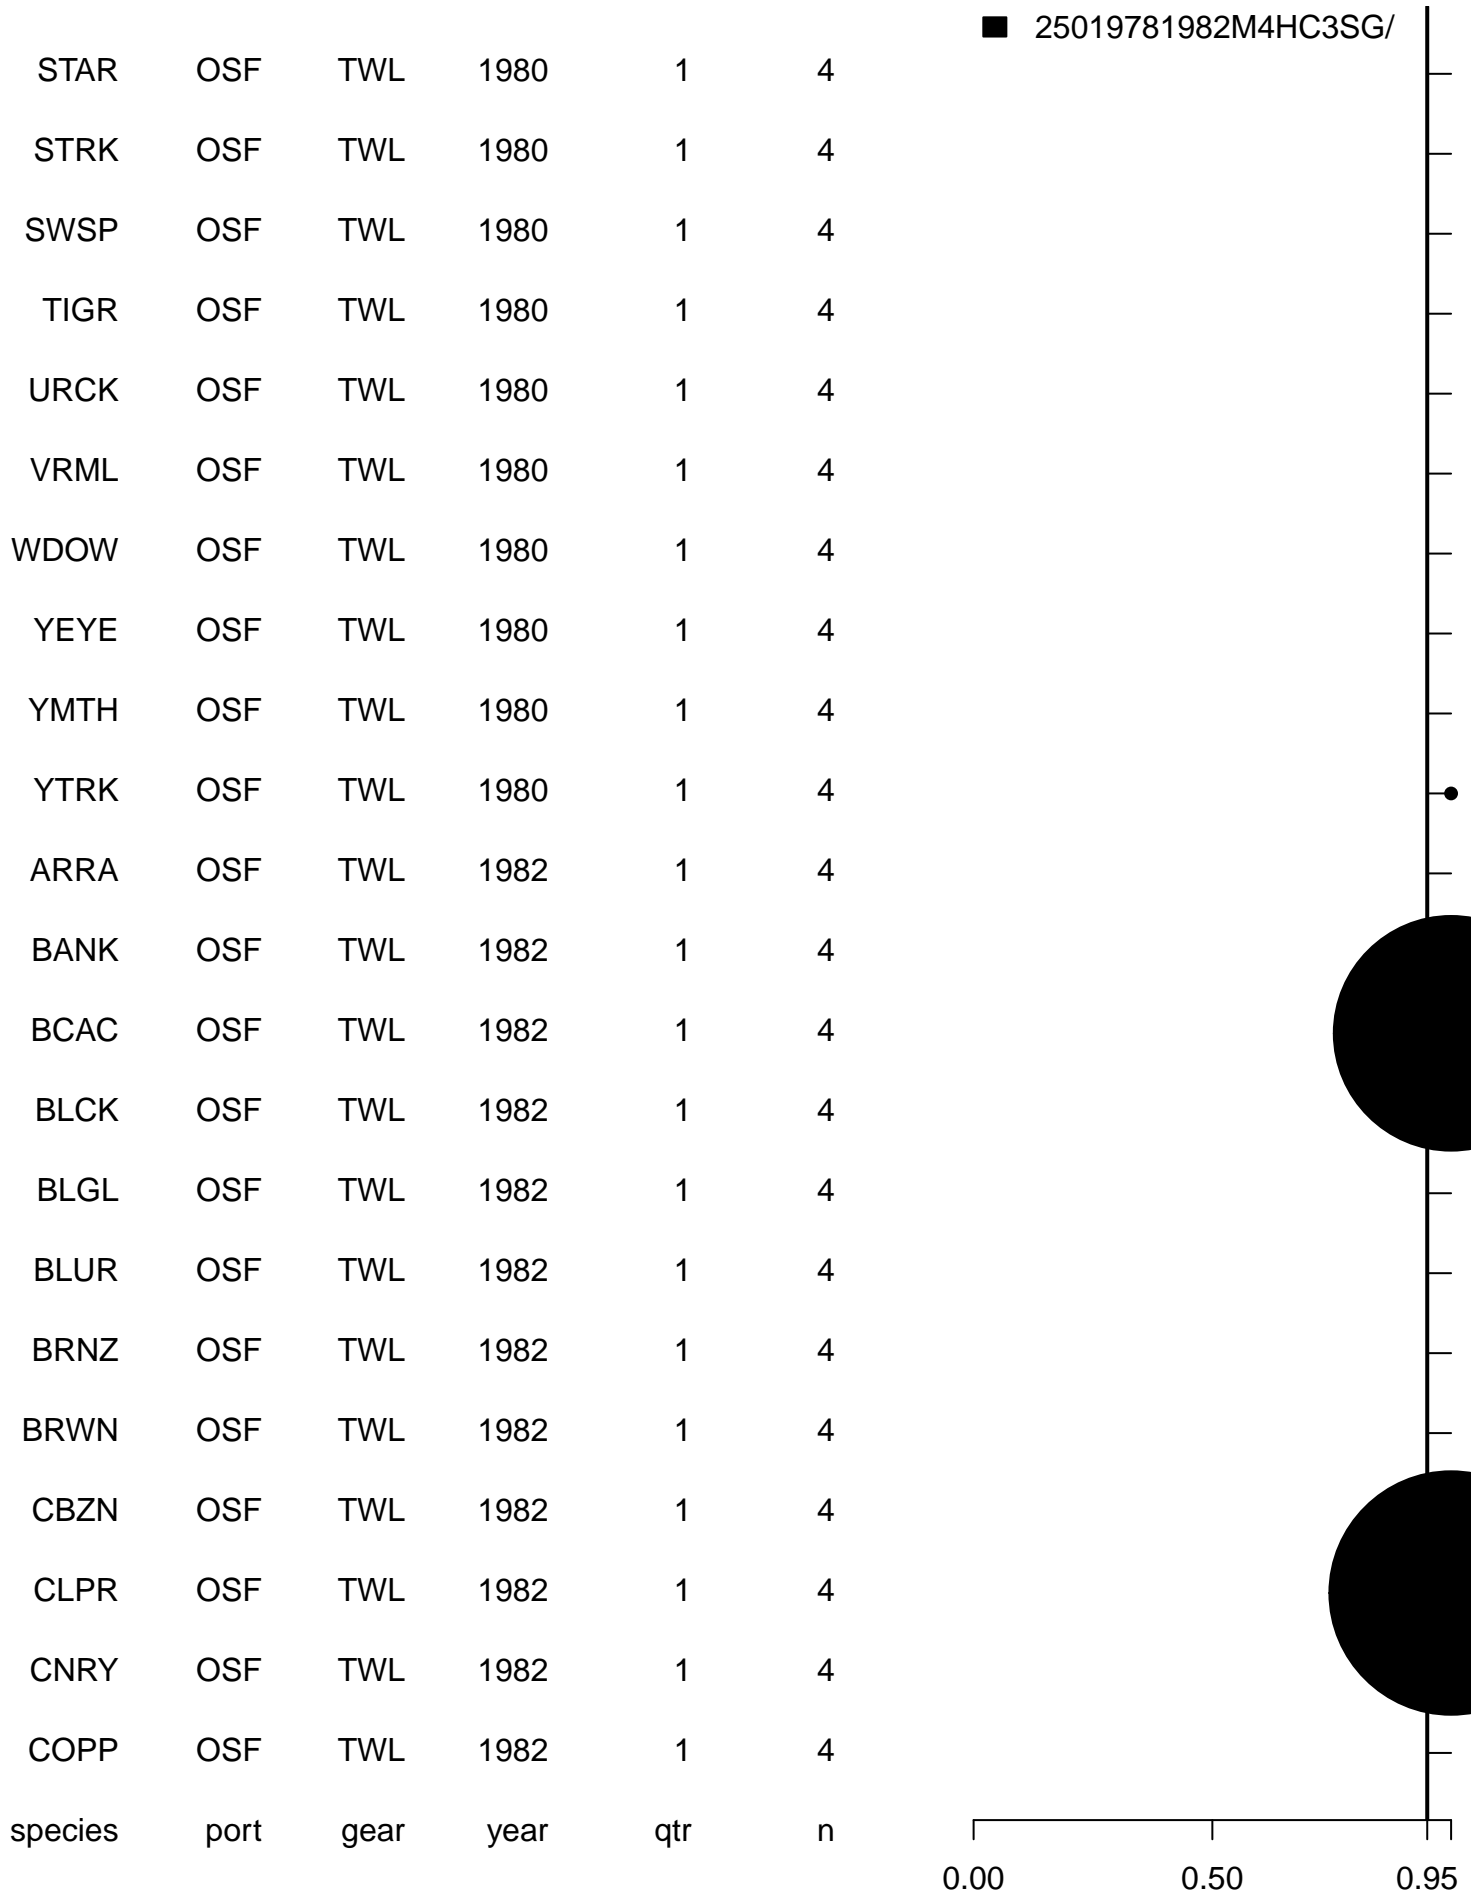 25019781982M4HC3SG/
STAR OSF TWL 1980 1 4
STRK OSF TWL 1980 1 4
SWSP OSF TWL 1980 1 4
TIGR OSF TWL 1980 1 4
URCK OSF TWL 1980 1 4
VRML OSF TWL 1980 1 4
WDOW OSF TWL 1980 1 4
YEYE OSF TWL 1980 1 4
YMTH OSF TWL 1980 1 4
YTRK OSF TWL 1980 1 4
ARRA OSF TWL 1982 1 4
BANK OSF TWL 1982 1 4
BCAC OSF TWL 1982 1 4
BLCK OSF TWL 1982 1 4
BLGL OSF TWL 1982 1 4
BLUR OSF TWL 1982 1 4
BRNZ OSF TWL 1982 1 4
BRWN OSF TWL 1982 1 4
CBZN OSF TWL 1982 1 4
CLPR OSF TWL 1982 1 4
CNRY OSF TWL 1982 1 4
COPP OSF TWL 1982 1 4
species port gear year qtr n
0.00 0.50 0.95